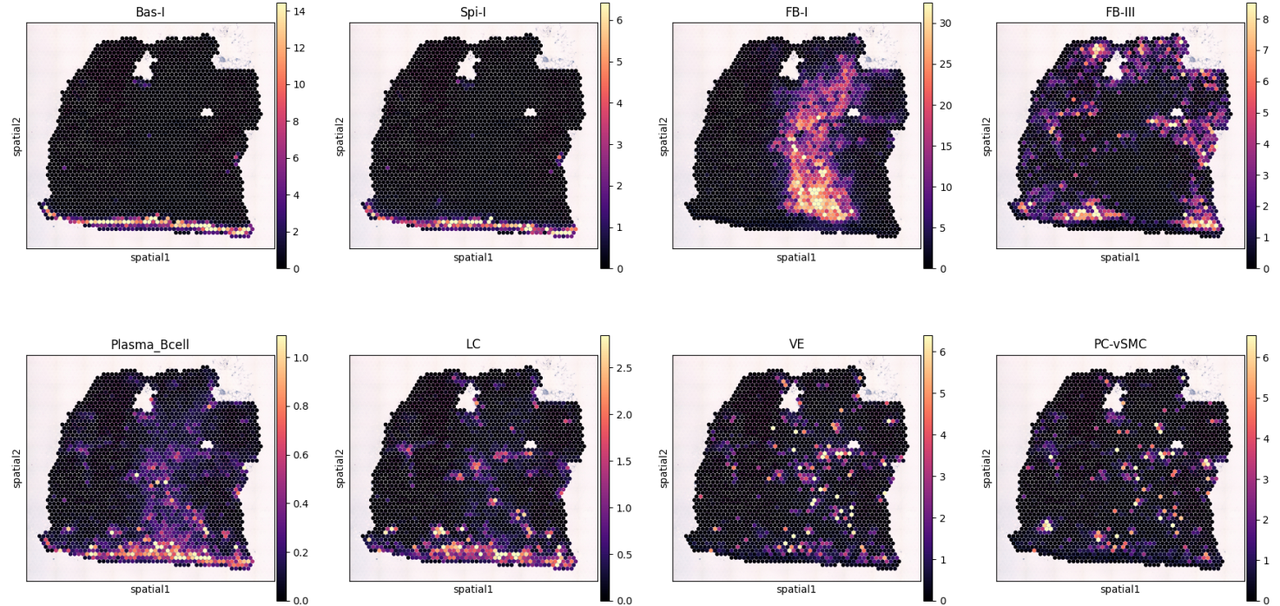 Bas-I
14
12
10
8
6
4
2
0
spatial2
spatial1
Spi-I
6
5
4
3
2
1
0
spatial2
spatial1
FB-I
30
25
20
15
10
5
0
spatial2
spatial1
FB-III
8
7
6
5
4
3
2
1
0
spatial2
spatial1
Plasma_Bcell
1.0
0.8
0.6
0.4
0.2
0.0
spatial2
spatial1
LC
2.5
2.0
1.5
1.0
0.5
0.0
spatial2
spatial1
VE
6
5
4
3
2
1
0
spatial2
spatial1
PC-vSMC
6
5
4
3
2
1
0
spatial2
spatial1